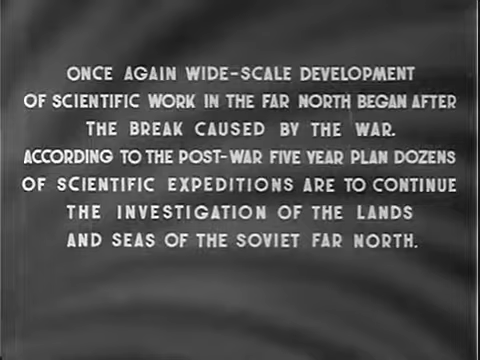 ONCE AGAIN WIDE-SCALE DEVELOPMENT
OF SCIENTIFIC WORK IN THE FAR NORTH BEGAN AFTER
THE BREAK CAUSED BY THE WAR.
ACCORDING TO THE POST-WAR FIVE YEAR PLAN DOZENS
OF SCIENTIFIC EXPEDITIONS ARE TO CONTINUE
THE INVESTIGATION OF THE LANDS
AND SEAS OF THE SOVIET FAR NORTH.